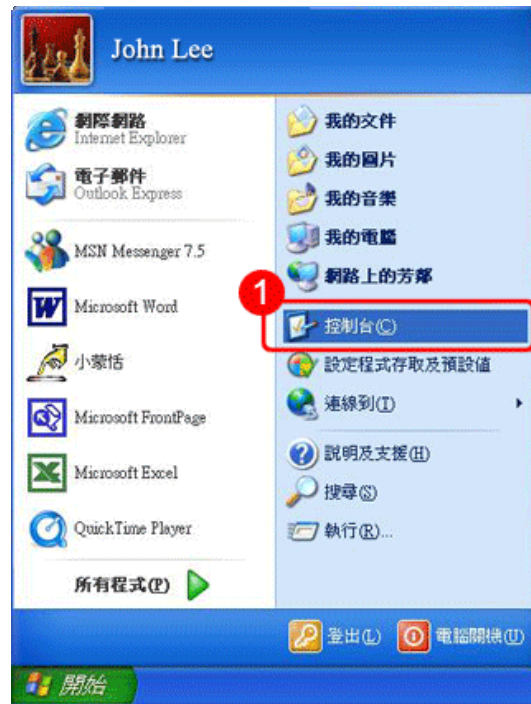 John Lee
網際網路
Internet Explorer
電子郵件
Outlook Express
MSN Messenger 7.5
Microsoft Word
小蒙恬
Microsoft FrontPage
Microsoft Excel
QuickTime Player
所有程式(P)
我的文件
我的圖片
我的音樂
我的電腦
網路上的芳鄰
1
控制台(C)
設定程式存取及預設值
連線到(T)
說明及支援(H)
搜尋(S)
執行(R)...
登出(L)
電腦關機(U)
開始